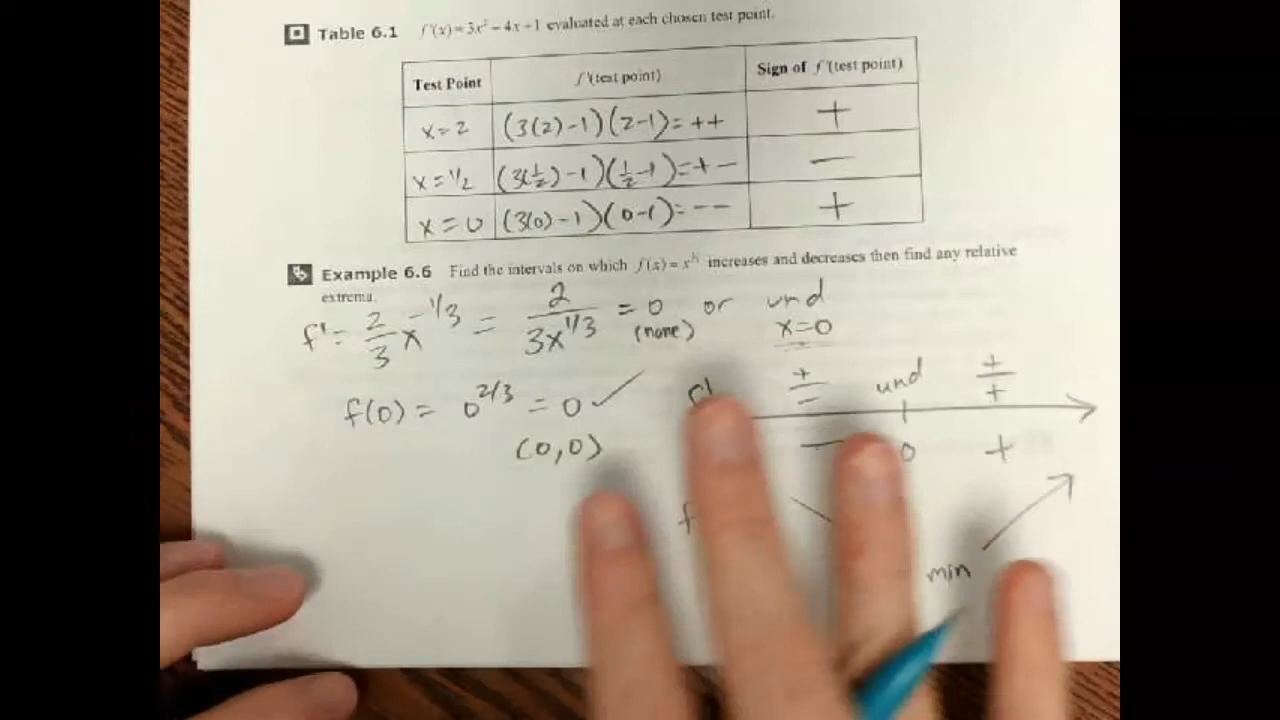 Table 6.1 f'(x) = 3x² − 4x + 1 evaluated at each chosen test point.
Test Point f'(test point) Sign of f'(test point)
x = 2 (3(2)-1)(2-1) = ++ +
x = 1/2 (3(1/2)-1)(1/2-1) = +- −
x = 0 (3(0)-1)(0-1) = -- +
Example 6.6 Find the intervals on which f(x) = x^⅔ increases and decreases then find any relative
extrema.
f' = 2/3 x^-1/3 = 2/3x^1/3 = 0 or und
(none) x=0
f(0) = 0^2/3 = 0 ✓ f' +/− und +/+
(0,0) − 0 +
f
min